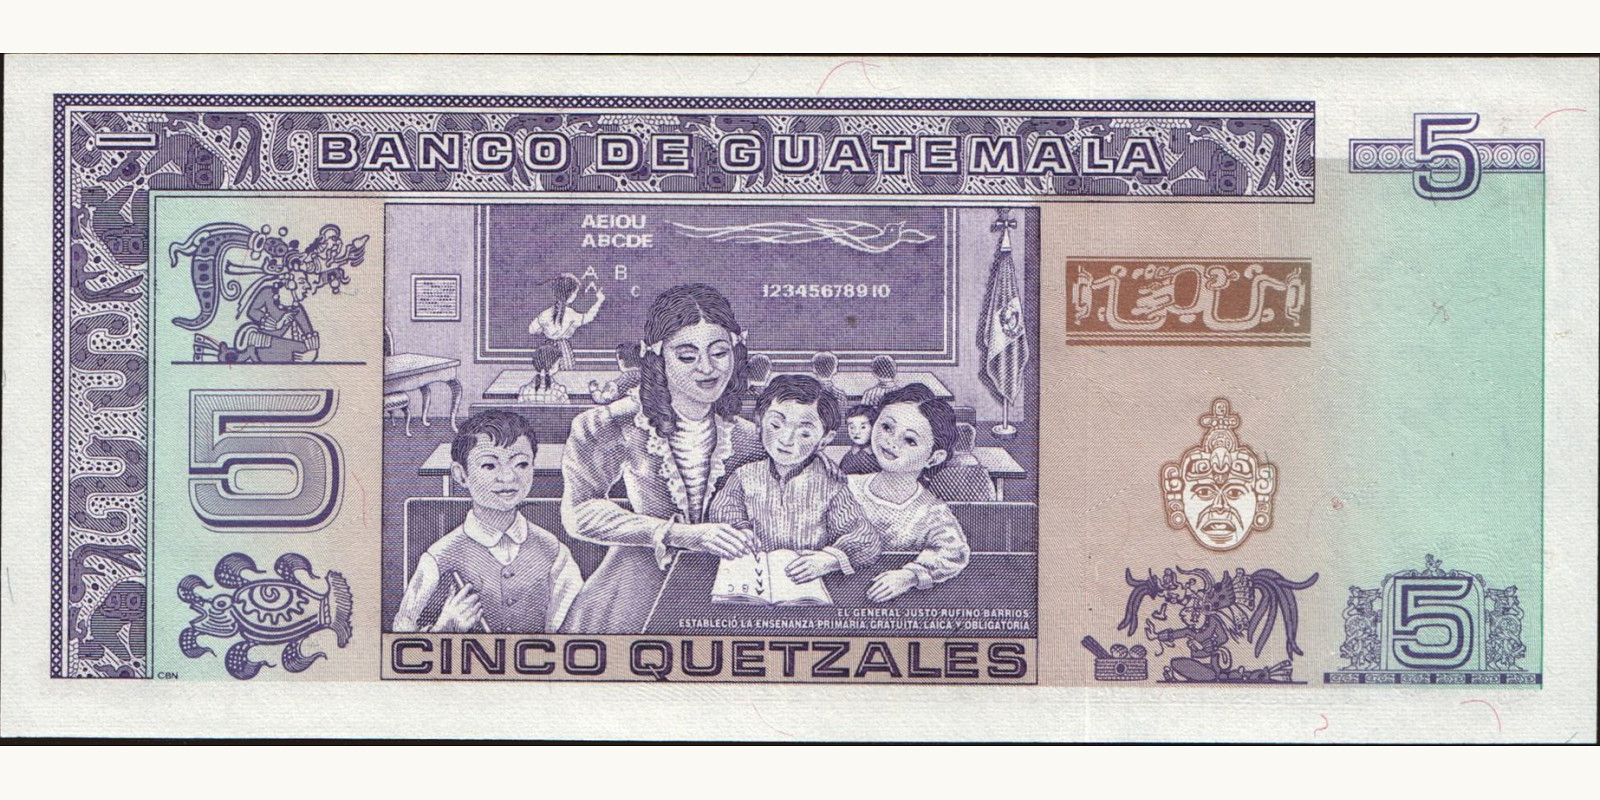 BANCO DE GUATEMALA
5
AEIOU
ABCDE
A B
C
12345678910
5
EL GENERAL JUSTO RUFINO BARRIOS
ESTABLECIÓ LA ENSEÑANZA PRIMARIA, GRATUITA, LAICA Y OBLIGATORIA
CINCO QUETZALES
CBN
5